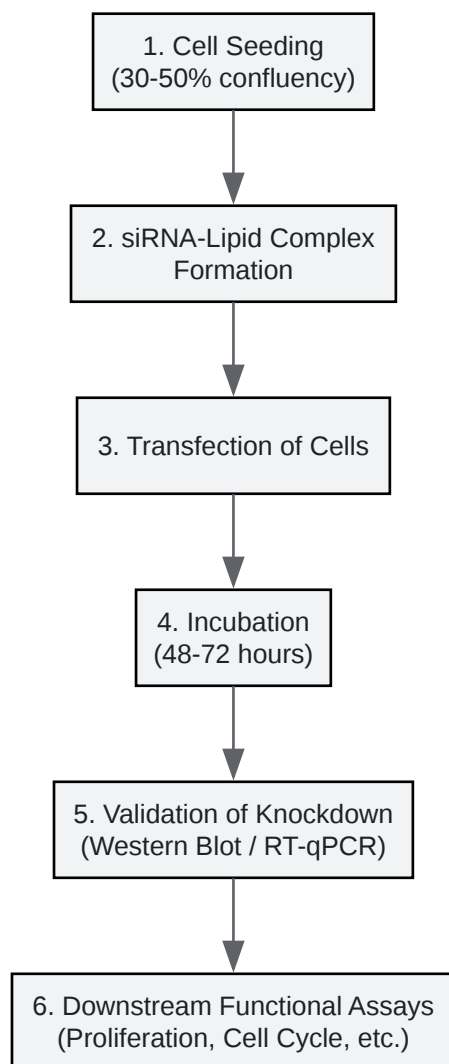 1. Cell Seeding
(30-50% confluency)
2. siRNA-Lipid Complex
Formation
3. Transfection of Cells
4. Incubation
(48-72 hours)
5. Validation of Knockdown
(Western Blot / RT-qPCR)
6. Downstream Functional Assays
(Proliferation, Cell Cycle, etc.)